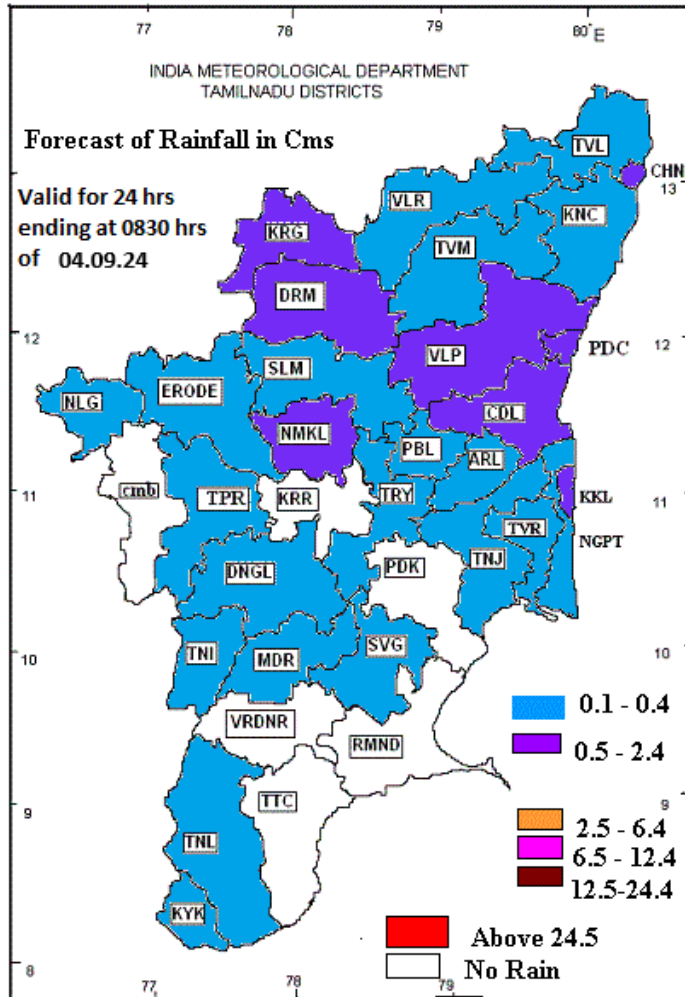 77 78 79 80° E
INDIA METEOROLOGICAL DEPARTMENT
TAMILNADU DISTRICTS
Forecast of Rainfall in Cms
TVL
CHN
13
Valid for 24 hrs
ending at 0830 hrs
of 04.09.24
VLR
KNC
KRG
TVM
DRM
12
12
VLP
PDC
SLM
NLG
ERODE
CDL
NMKL
PBL
ARL
11
cmb
TPR
KRR
TRY
KKL
11
TVR
NGPT
DNGL
PDK
TNJ
10
TNI
MDR
SVG
10
0.1 - 0.4
VRDNR
RMND
0.5 - 2.4
9
TTC
9
2.5 - 6.4
TNL
6.5 - 12.4
12.5-24.4
KYK
Above 24.5
8
No Rain
77 78 79